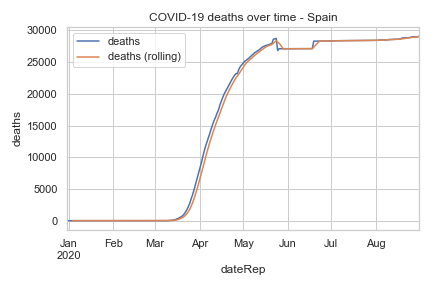 COVID-19 deaths over time - Spain
deaths
deaths (rolling)
30000
25000
20000
15000
10000
5000
0
deaths
Jan Feb Mar Apr May Jun Jul Aug
2020
dateRep